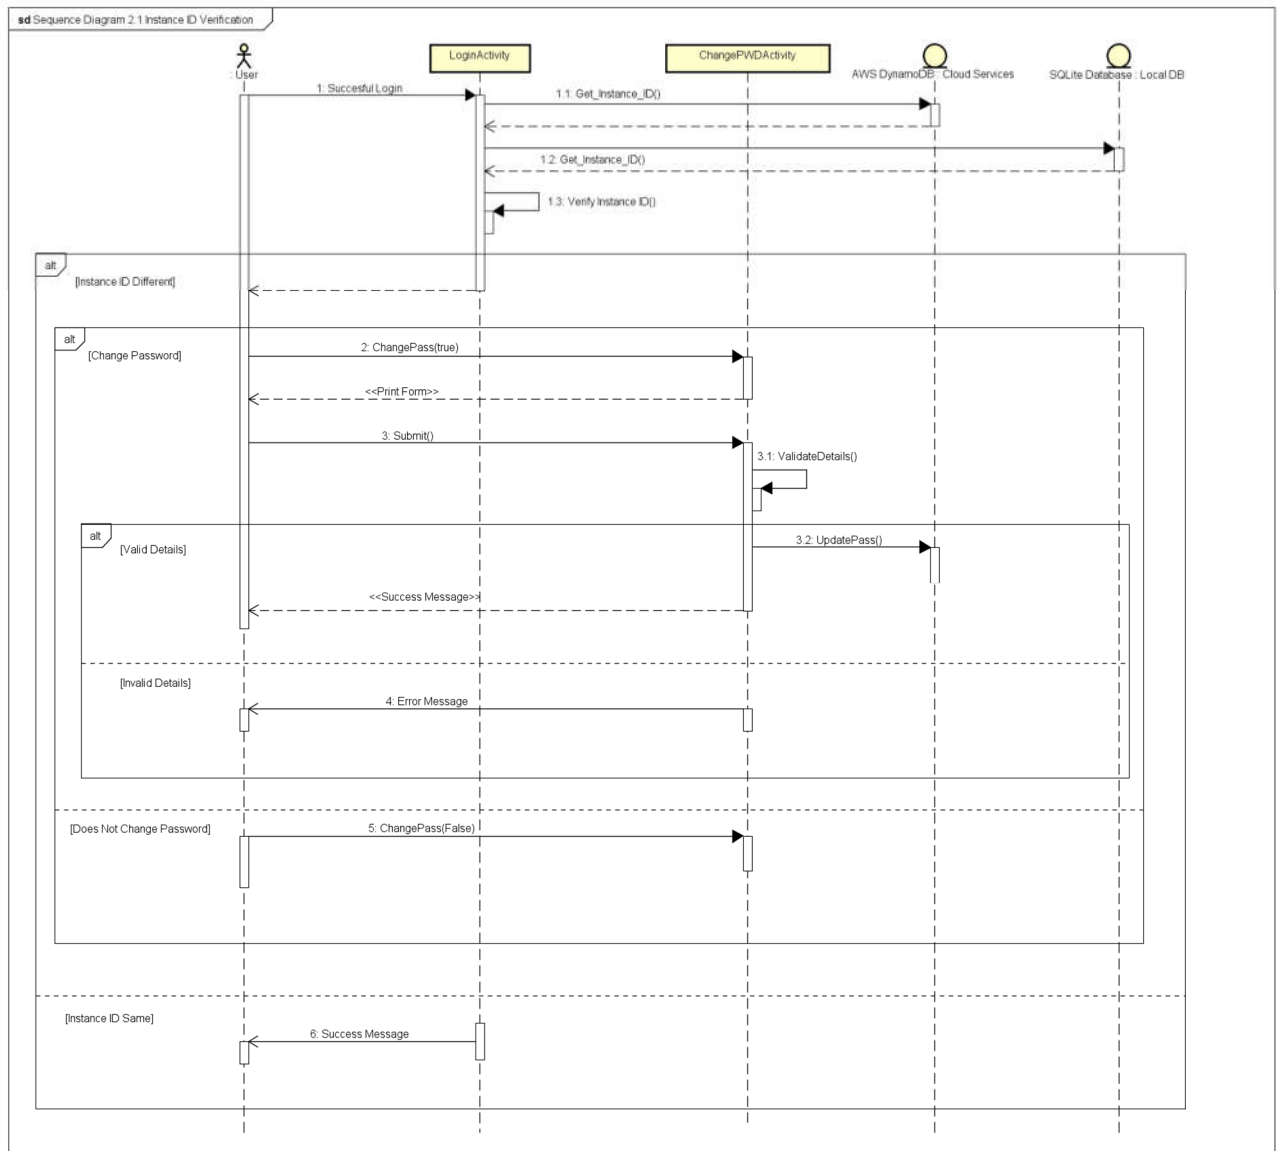 sd Sequence Diagram 2.1 Instance ID Verification
: User
LoginActivity
ChangePWDActivity
AWS DynamoDB : Cloud Services
SQLite Database : Local DB
1: Succesful Login
1.1: Get_Instance_ID()
1.2: Get_Instance_ID()
1.3: Verify Instance ID()
alt
[Instance ID Different]
alt
[Change Password]
2: ChangePass(true)
<<Print Form>>
3: Submit()
3.1: ValidateDetails()
alt
[Valid Details]
3.2: UpdatePass()
<<Success Message>>
[Invalid Details]
4: Error Message
[Does Not Change Password]
5: ChangePass(False)
[Instance ID Same]
6: Success Message